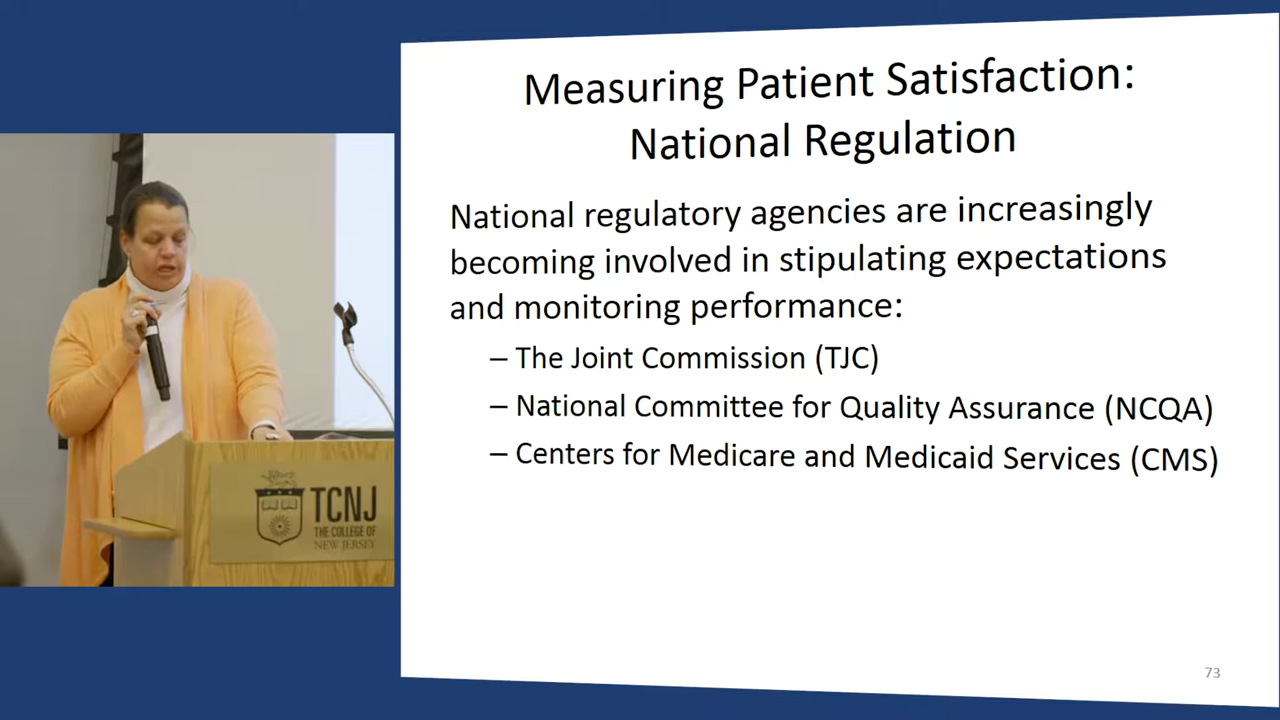 Measuring Patient Satisfaction:
National Regulation
National regulatory agencies are increasingly
becoming involved in stipulating expectations
and monitoring performance:
– The Joint Commission (TJC)
– National Committee for Quality Assurance (NCQA)
– Centers for Medicare and Medicaid Services (CMS)
TCNJ
THE COLLEGE OF
NEW JERSEY
73